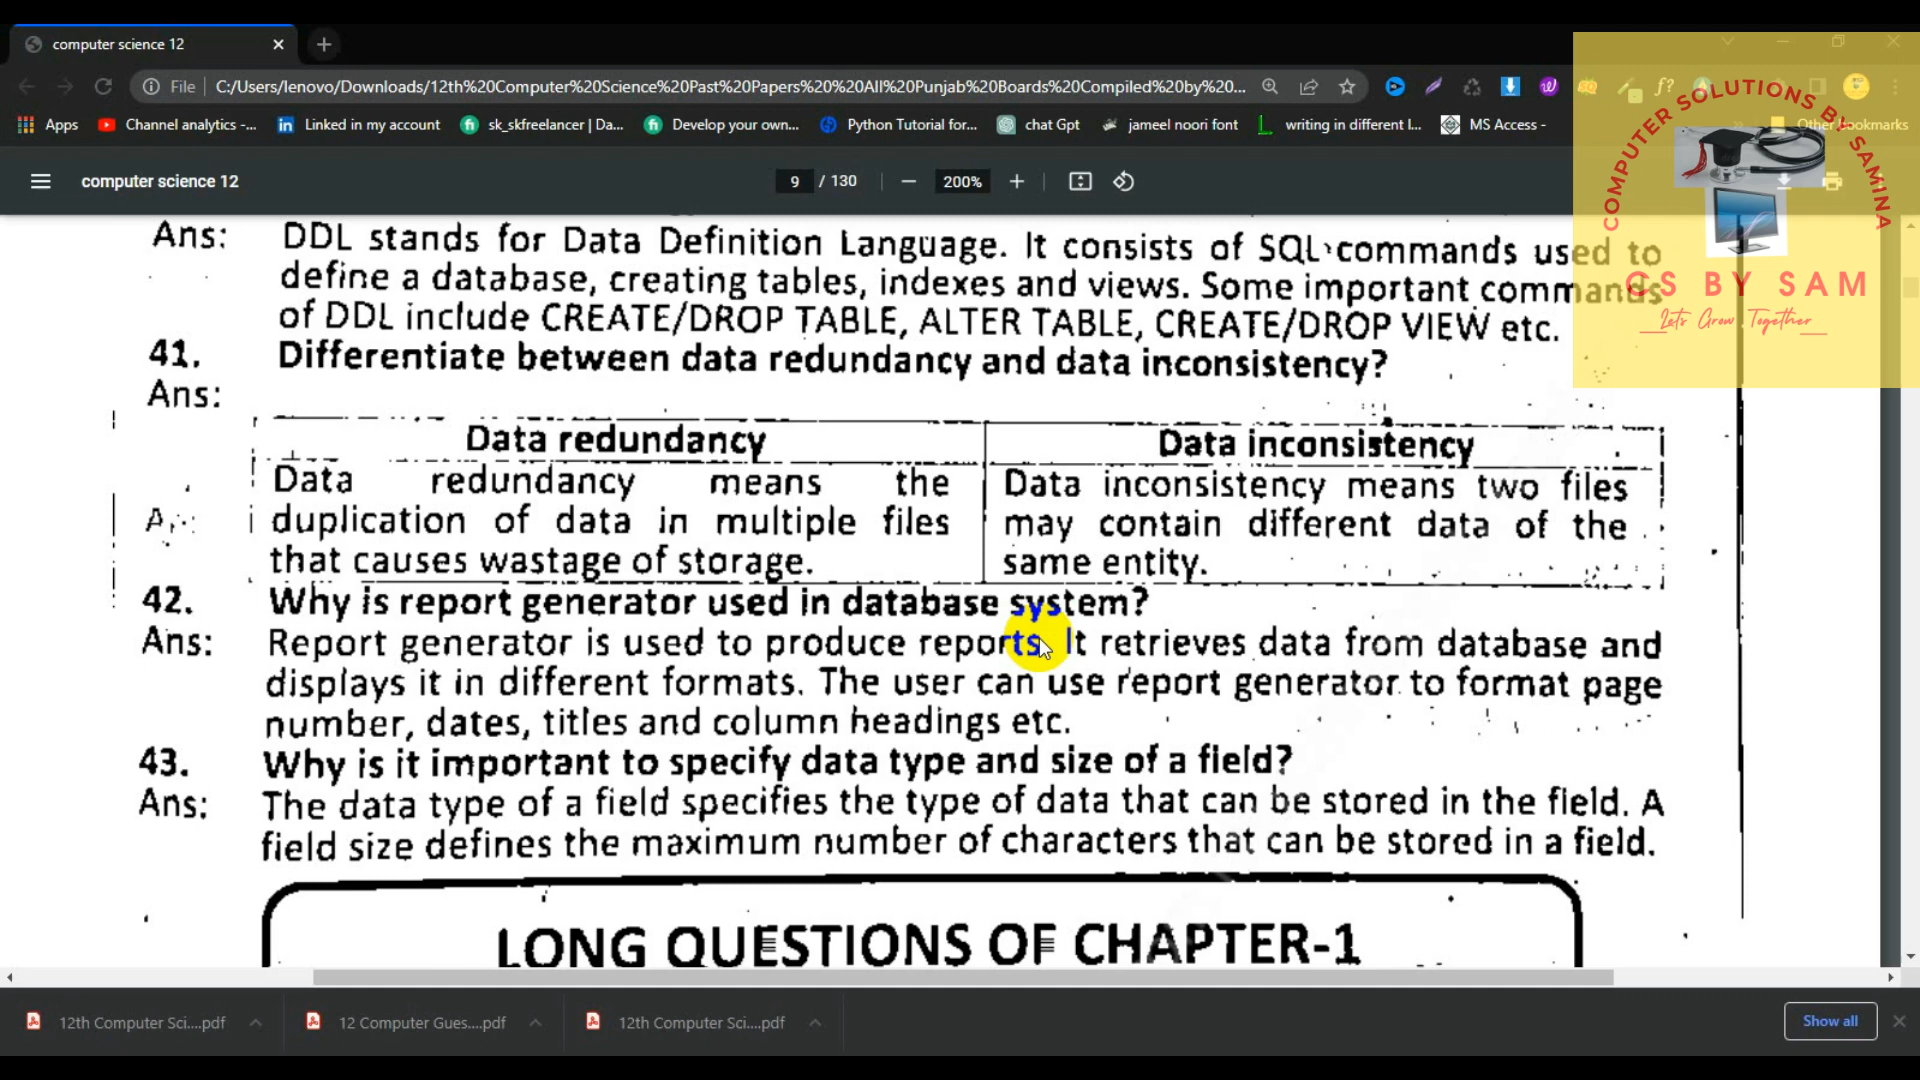 computer science 12
File
C:/Users/lenovo/Downloads/12th%20Computer%20Science%20Past%20Papers%20%20All%20Punjab%20Boards%20Compiled%20by%20...
Apps
Channel analytics -...
Linked in my account
sk_skfreelancer | Da...
Develop your own...
Python Tutorial for...
chat Gpt
jameel noori font
writing in different l...
MS Access -
Other bookmarks
computer science 12
9 / 130
200%
COMPUTER SOLUTIONS BY SAMINA
CS BY SAM
Lets Grow Together
Ans: DDL stands for Data Definition Language. It consists of SQL commands used to
define a database, creating tables, indexes and views. Some important commands
of DDL include CREATE/DROP TABLE, ALTER TABLE, CREATE/DROP VIEW etc.
41. Differentiate between data redundancy and data inconsistency?
Ans:
Data redundancy
Data redundancy means the
duplication of data in multiple files
that causes wastage of storage.
Data inconsistency
Data inconsistency means two files
may contain different data of the
same entity.
42. Why is report generator used in database system?
Ans: Report generator is used to produce reports. It retrieves data from database and
displays it in different formats. The user can use report generator to format page
number, dates, titles and column headings etc.
43. Why is it important to specify data type and size of a field?
Ans: The data type of a field specifies the type of data that can be stored in the field. A
field size defines the maximum number of characters that can be stored in a field.
LONG QUESTIONS OF CHAPTER-1
12th Computer Sci....pdf
12 Computer Gues....pdf
12th Computer Sci....pdf
Show all